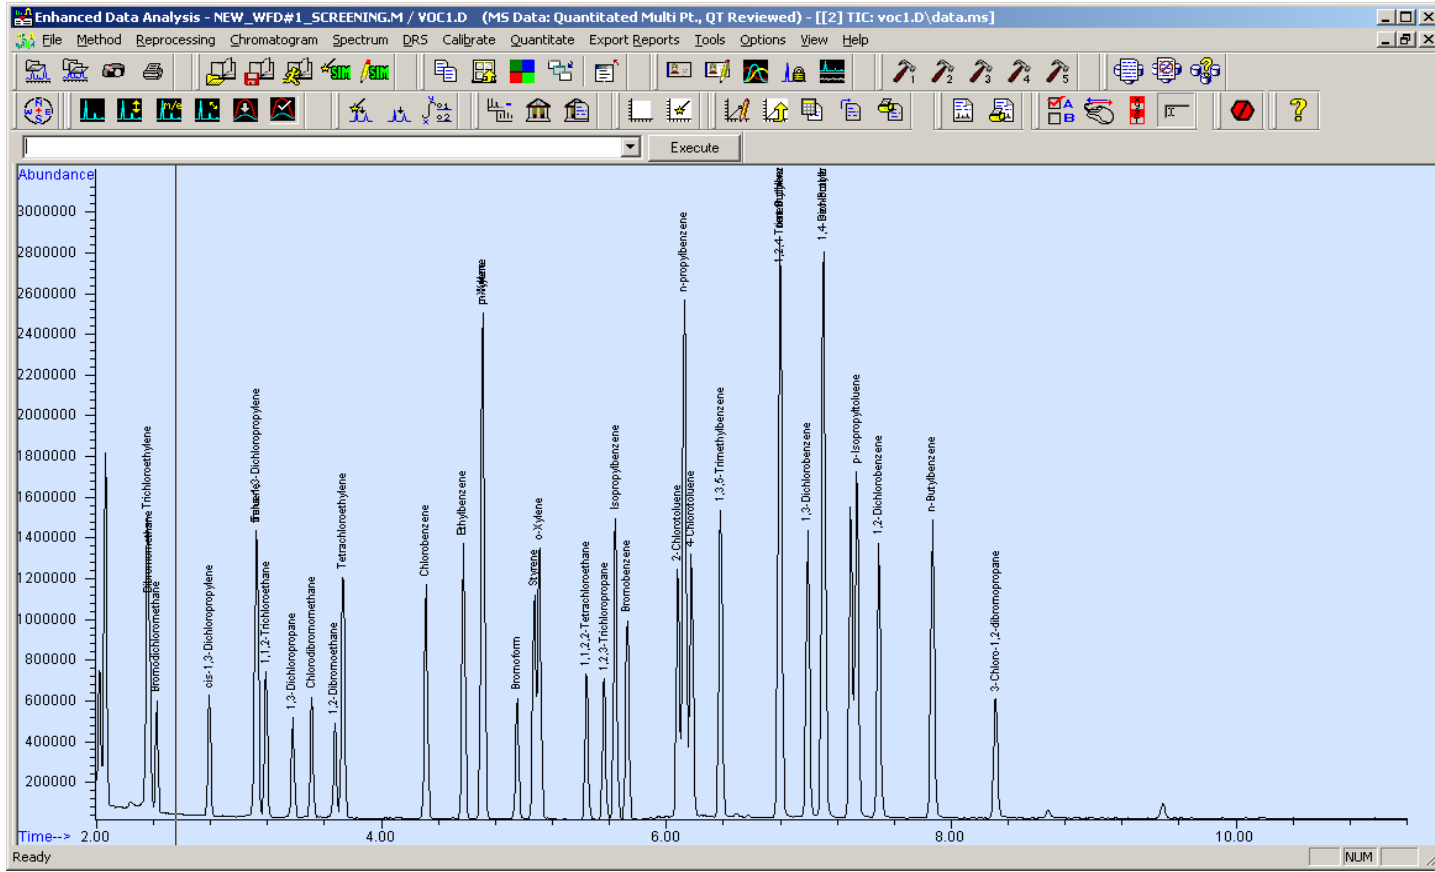 Enhanced Data Analysis - NEW_WFD#1_SCREENING.M / VOC1.D (MS Data: Quantitated Multi Pt., QT Reviewed) - [[2] TIC: voc1.D\data.ms]
File Method Reprocessing Chromatogram Spectrum DRS Calibrate Quantitate Export Reports Tools Options View Help
Execute
Abundance
3000000
2800000
2600000
2400000
2200000
2000000
1800000
1600000
1400000
1200000
1000000
800000
600000
400000
200000
Trichloroethylene
Dibromomethane
Bromodichloromethane
cis-1,3-Dichloropropylene
1,1,2-Trichloroethane
1,3-Dichloropropane
Chlorodibromomethane
1,2-Dibromoethane
Tetrachloroethylene
Chlorobenzene
Ethylbenzene
Bromoform
Styrene
o-Xylene
1,1,2,2-Tetrachloroethane
1,2,3-Trichloropropane
Isopropylbenzene
Bromobenzene
2-Chlorotoluene
n-propylbenzene
4-Chlorotoluene
1,3,5-Trimethylbenzene
1,3-Dichlorobenzene
p-Isopropyltoluene
1,2-Dichlorobenzene
n-Butylbenzene
3-Chloro-1,2-dibromopropane
Time--> 2.00 4.00 6.00 8.00 10.00
Ready NUM